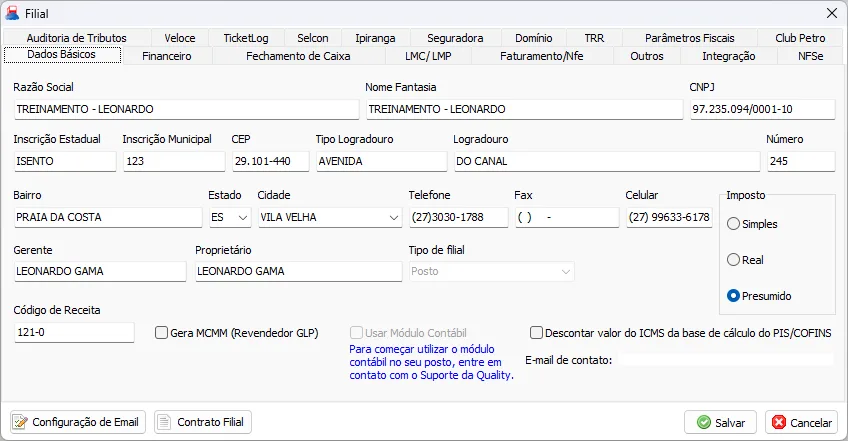 Filial
Auditoria de Tributos Veloce TicketLog Selcon Ipiranga Seguradora Domínio TRR Parâmetros Fiscais Club Petro
Dados Básicos Financeiro Fechamento de Caixa LMC/ LMP Faturamento/Nfe Outros Integração NFSe
Razão Social Nome Fantasia CNPJ
TREINAMENTO - LEONARDO TREINAMENTO - LEONARDO 97.235.094/0001-10
Inscrição Estadual Inscrição Municipal CEP Tipo Logradouro Logradouro Número
ISENTO 123 29.101-440 AVENIDA DO CANAL 245
Bairro Estado Cidade Telefone Fax Celular Imposto
PRAIA DA COSTA ES VILA VELHA (27)3030-1788 ( ) - (27) 99633-6178
Simples
Gerente Proprietário Tipo de filial
LEONARDO GAMA LEONARDO GAMA Posto
Real
Presumido
Código de Receita
121-0 Gera MCMM (Revendedor GLP) Usar Módulo Contábil Descontar valor do ICMS da base de cálculo do PIS/COFINS
Para começar utilizar o módulo
contábil no seu posto, entre em
contato com o Suporte da Quality.
E-mail de contato:
Configuração de Email Contrato Filial Salvar Cancelar